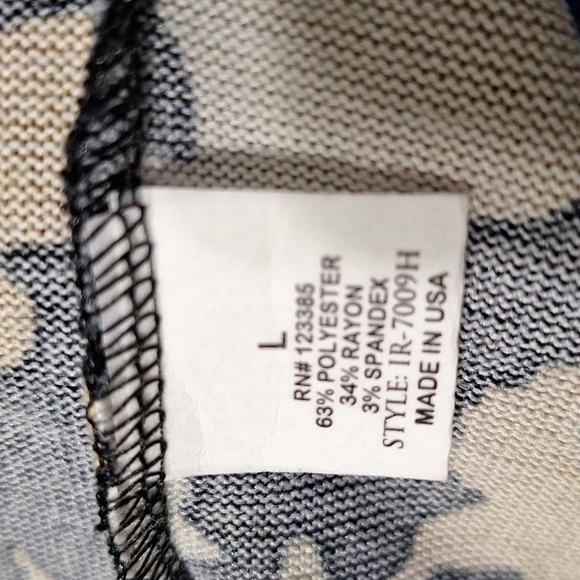 L
RN# 123385
63% POLYESTER
34% RAYON
3% SPANDEX
STYLE: IR-7009H
MADE IN USA